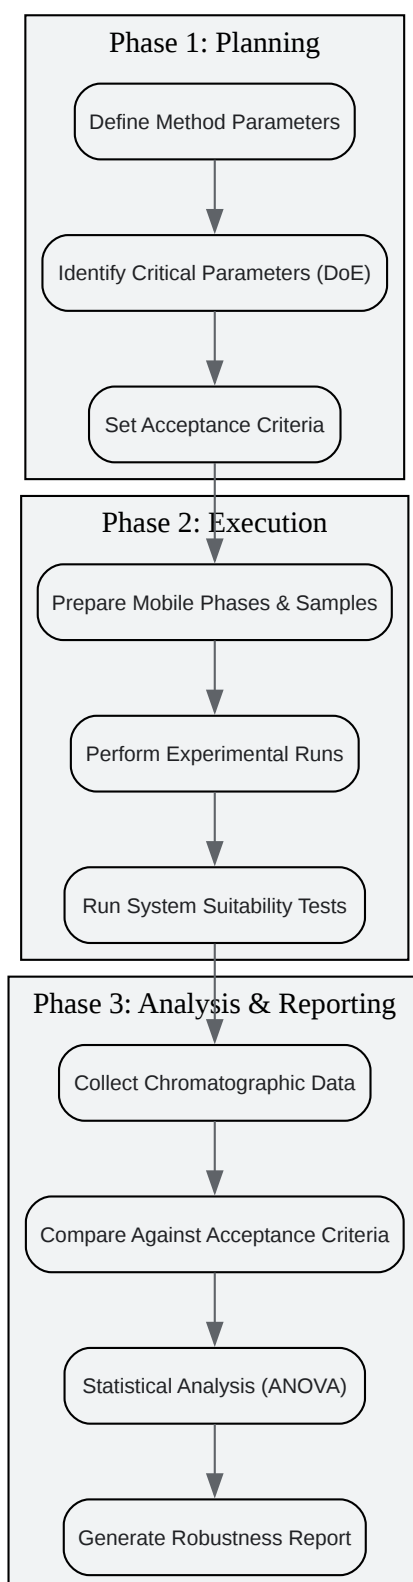 Phase 1: Planning
Define Method Parameters
Identify Critical Parameters (DoE)
Set Acceptance Criteria
Phase 2: Execution
Prepare Mobile Phases & Samples
Perform Experimental Runs
Run System Suitability Tests
Phase 3: Analysis & Reporting
Collect Chromatographic Data
Compare Against Acceptance Criteria
Statistical Analysis (ANOVA)
Generate Robustness Report